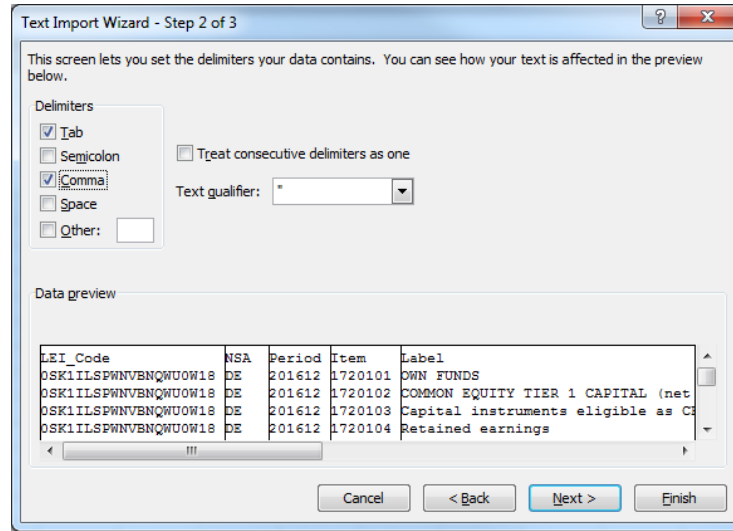 Text Import Wizard - Step 2 of 3
This screen lets you set the delimiters your data contains. You can see how your text is affected in the preview
below.
Delimiters
Tab
Semicolon
Comma
Space
Other:
Treat consecutive delimiters as one
Text qualifier: "
Data preview
LEI_Code NSA Period Item Label
0SK1ILSPWNVBNQWU0W18 DE 201612 1720101 OWN FUNDS
0SK1ILSPWNVBNQWU0W18 DE 201612 1720102 COMMON EQUITY TIER 1 CAPITAL (net
0SK1ILSPWNVBNQWU0W18 DE 201612 1720103 Capital instruments eligible as
0SK1ILSPWNVBNQWU0W18 DE 201612 1720104 Retained earnings
Cancel < Back Next > Finish